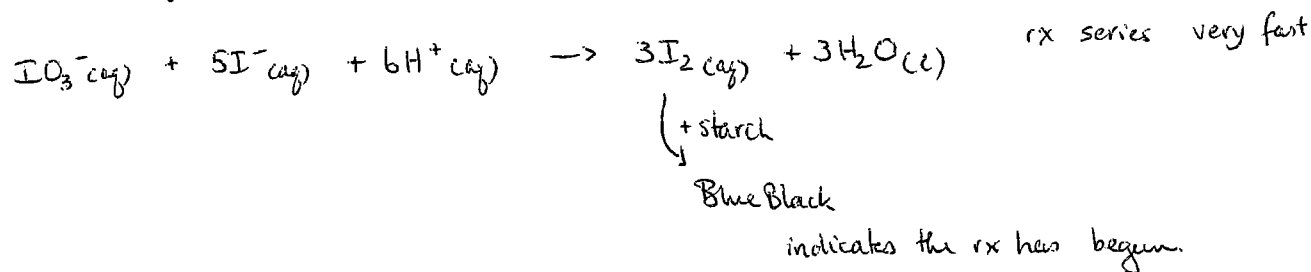 IO₃⁻(aq) + 5I⁻(aq) + 6H⁺(aq) → 3I₂(aq) + 3H₂O(l) rx series very fast
+ starch
Blue Black
indicates the rx has begun.